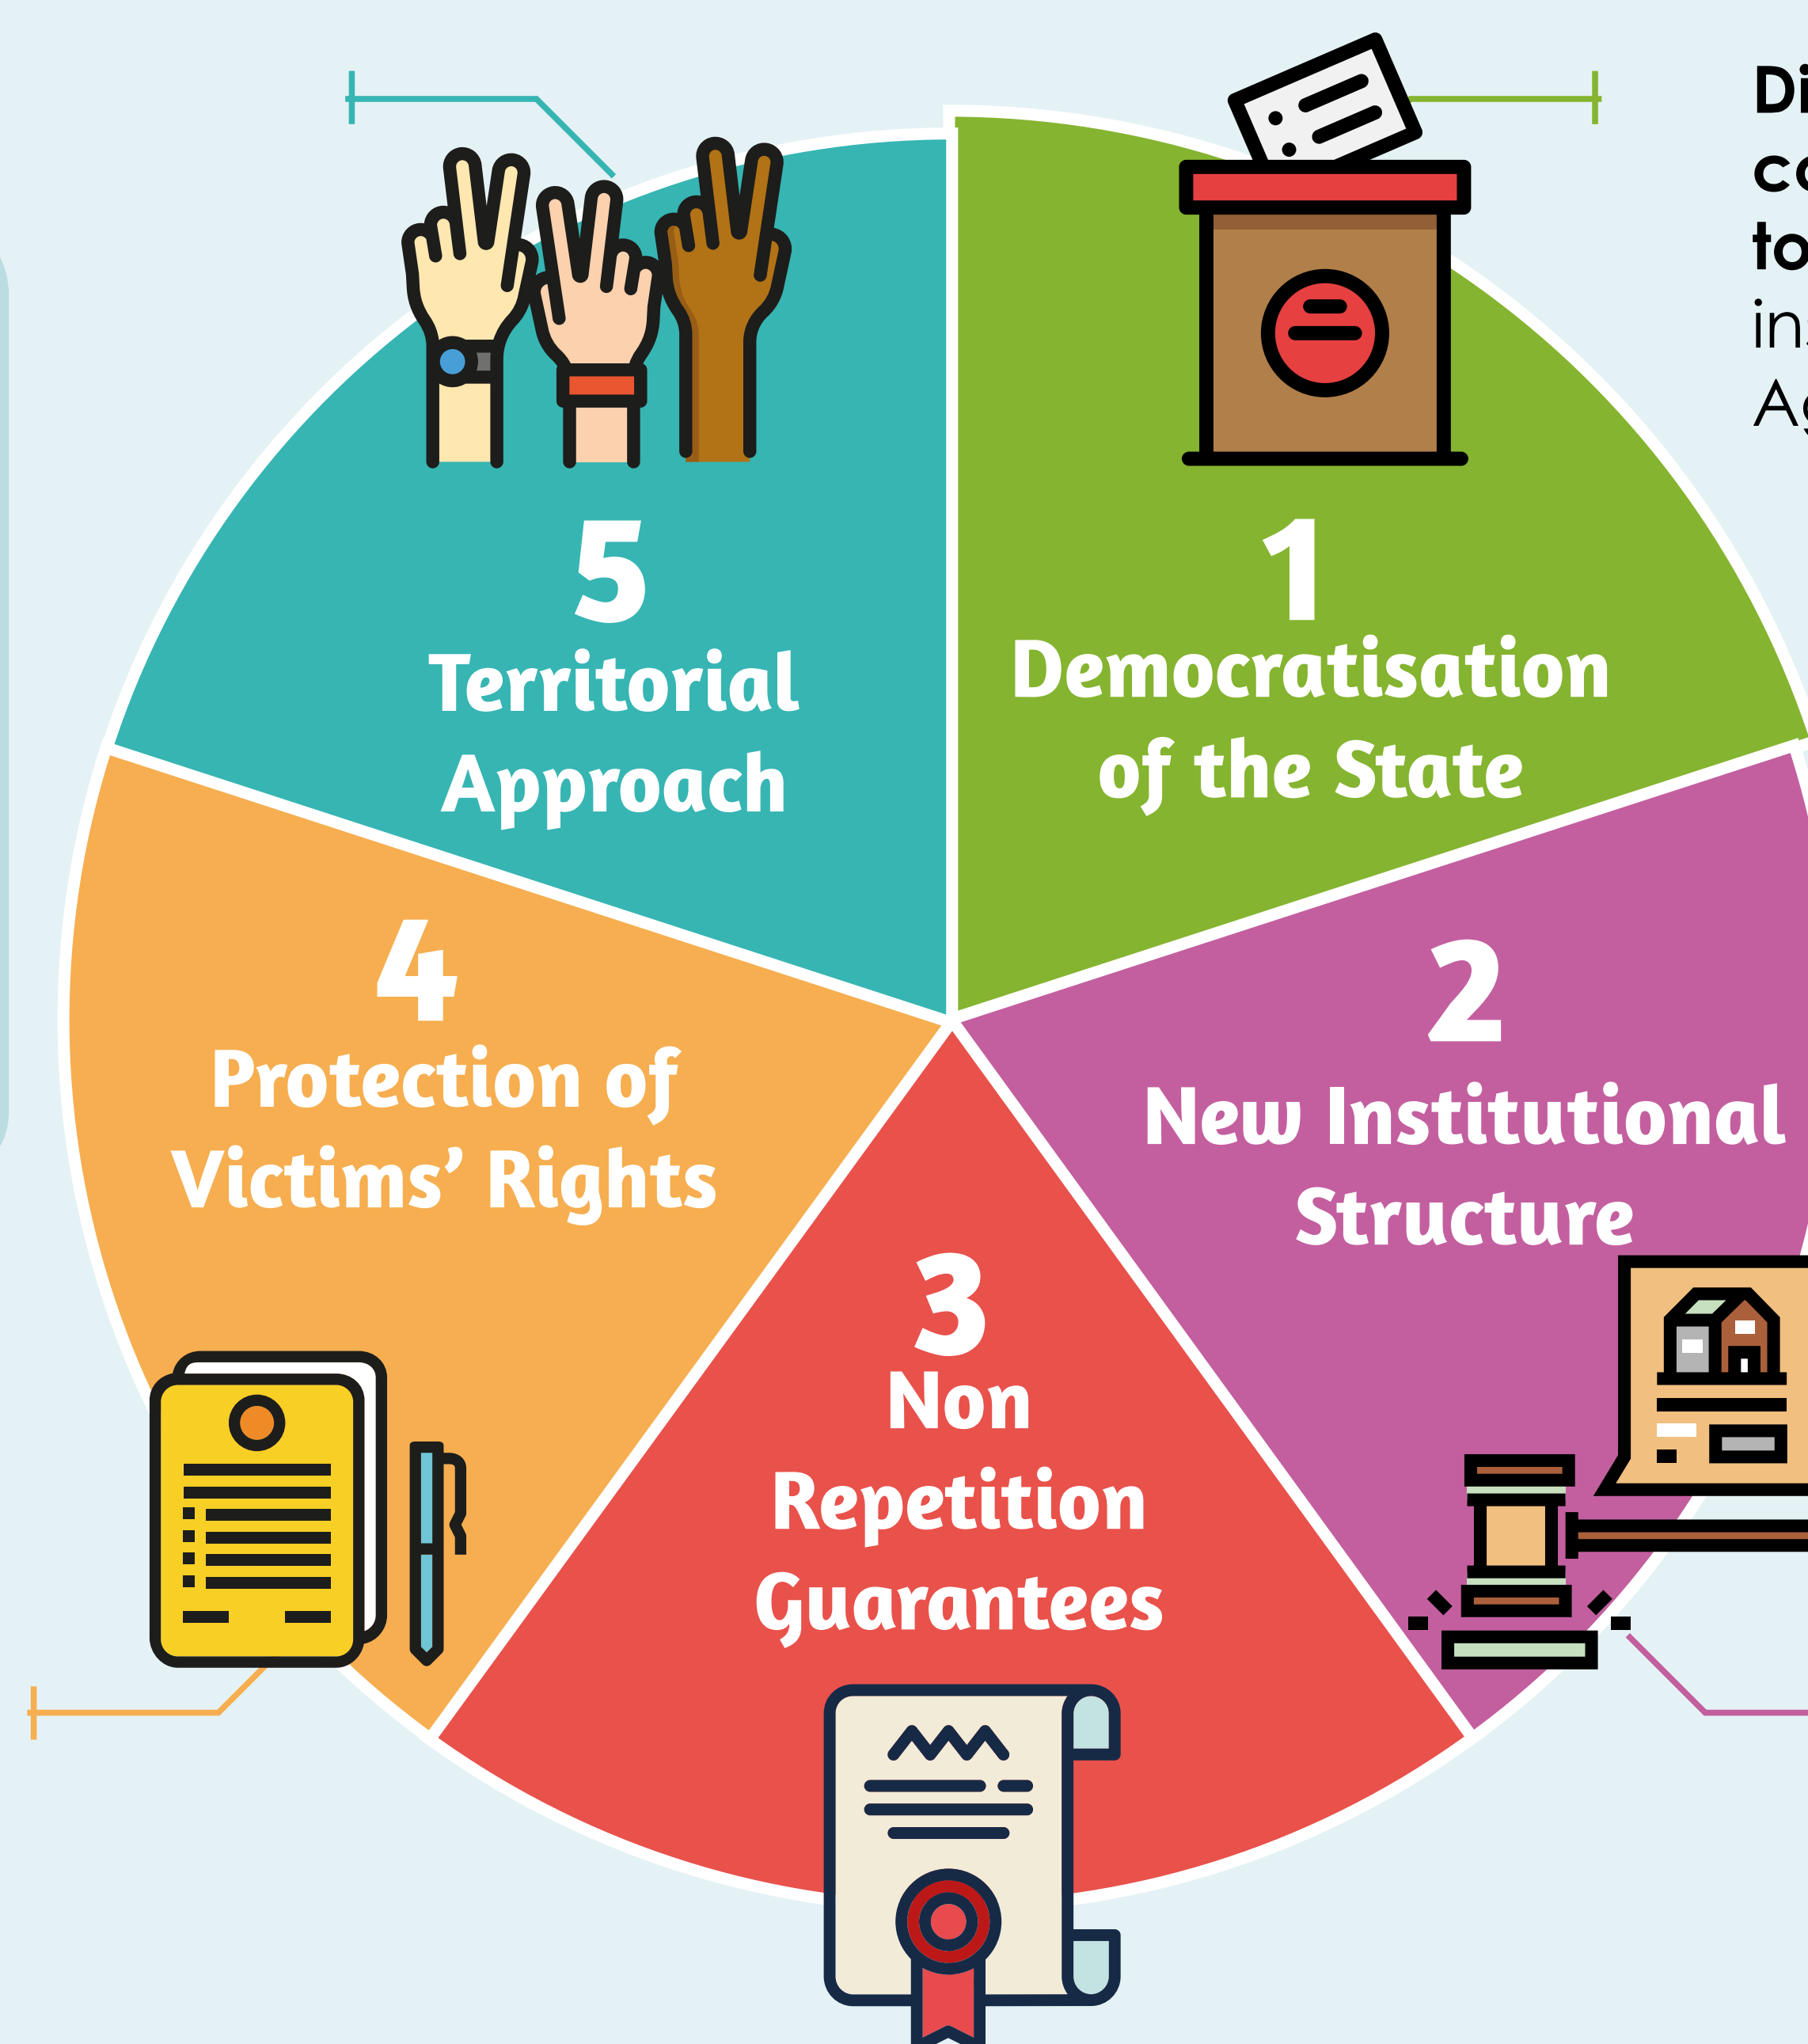 5
Territorial
Approach
1
Democratisation
of the State
2
New Institutional
Structure
3
Non
Repetition
Guarantees
4
Protection of
Victims’ Rights
to